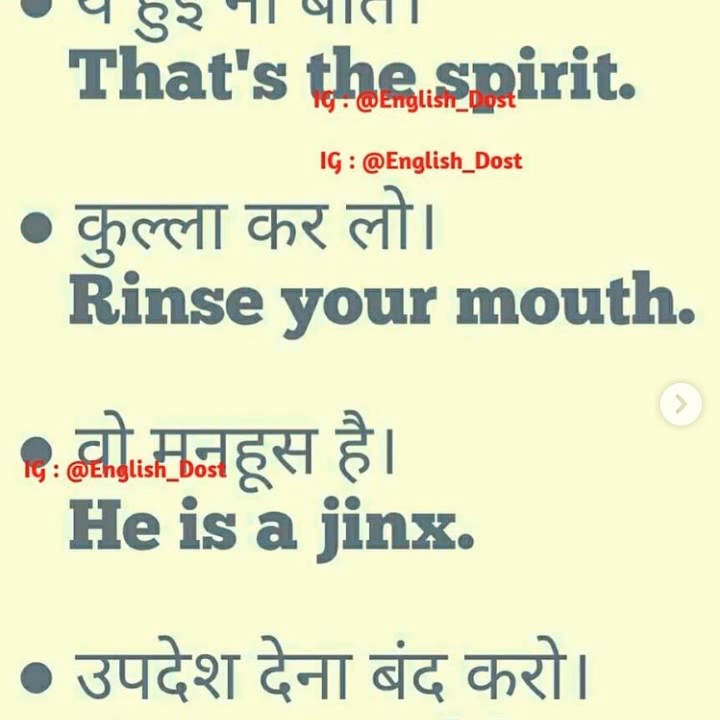 ये हुई ना बात।
That's the spirit.
IG : @English_Dost
IG : @English_Dost
• कुल्ला कर लो।
Rinse your mouth.
• वो मनहूस है।
IG : @English_Dost
He is a jinx.
• उपदेश देना बंद करो।